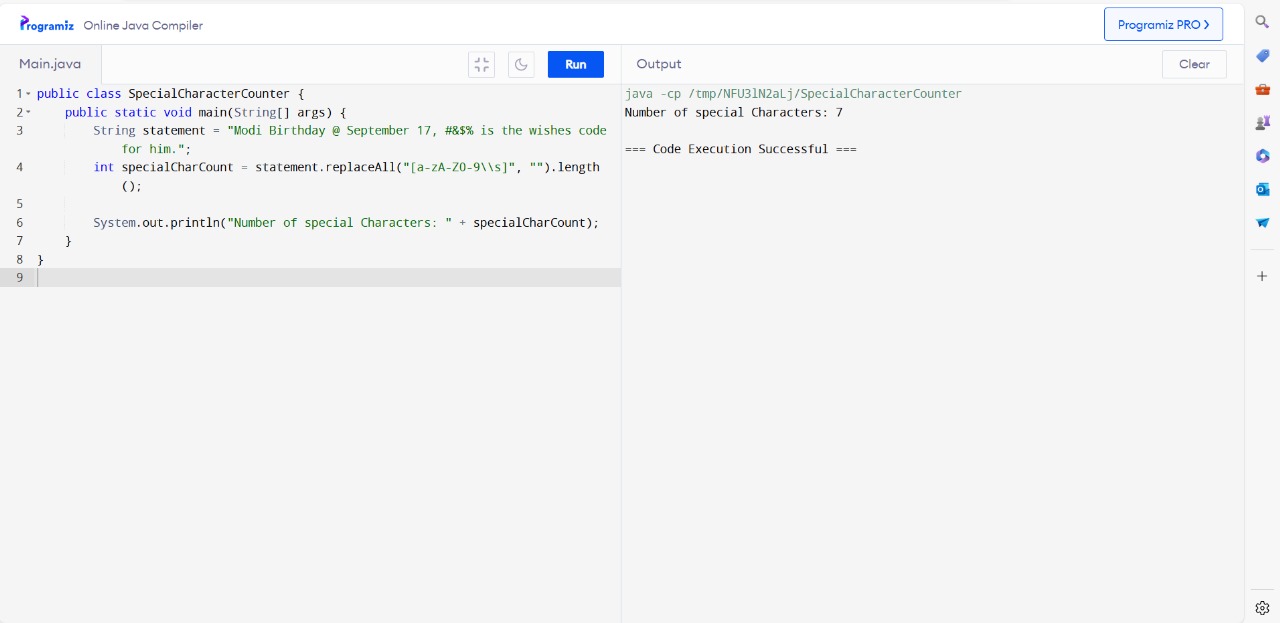 Programiz Online Java Compiler
Programiz PRO >
Main.java
Run
Output
Clear
1 public class SpecialCharacterCounter {
2 public static void main(String[] args) {
3 String statement = "Modi Birthday @ September 17, #&$% is the wishes code
for him.";
4 int specialCharCount = statement.replaceAll("[a-zA-Z0-9\\s]", "").length
();
5
6 System.out.println("Number of special Characters: " + specialCharCount);
7 }
8 }
9
java -cp /tmp/NFU3lN2aLj/SpecialCharacterCounter
Number of special Characters: 7
=== Code Execution Successful ===